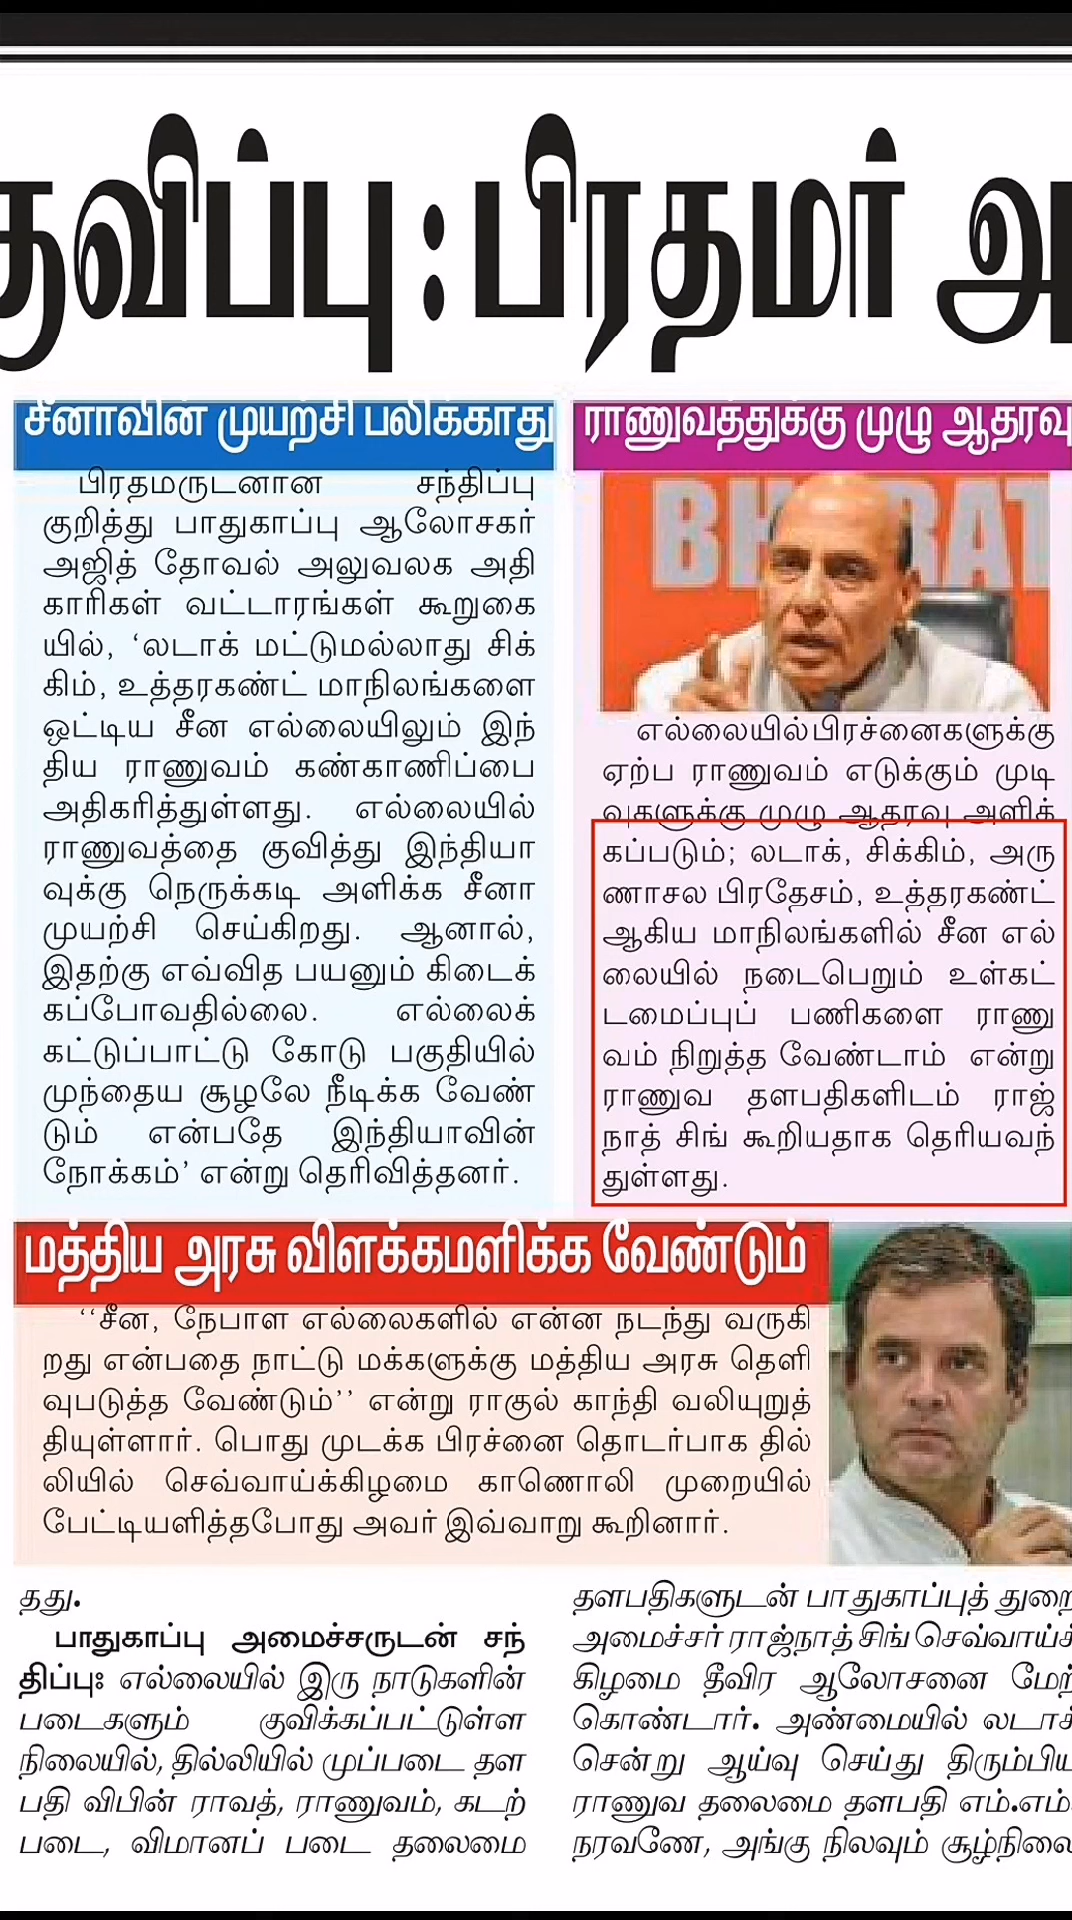 குவிப்பு: பிரதமர்
சீனாவின் முயற்சி பலிக்காது
பிரதமருடனான சந்திப்பு
குறித்து பாதுகாப்பு ஆலோசகர்
அஜித் தோவல் அலுவலக அதி
காரிகள் வட்டாரங்கள் கூறுகை
யில், ‘லடாக் மட்டுமல்லாது சிக்
கிம், உத்தரகண்ட் மாநிலங்களை
ஒட்டிய சீன எல்லையிலும் இந்
திய ராணுவம் கண்காணிப்பை
அதிகரித்துள்ளது. எல்லையில்
ராணுவத்தை குவித்து இந்தியா
வுக்கு நெருக்கடி அளிக்க சீனா
முயற்சி செய்கிறது. ஆனால்,
இதற்கு எவ்வித பயனும் கிடைக்
கப்போவதில்லை. எல்லைக்
கட்டுப்பாட்டு கோடு பகுதியில்
முந்தைய சூழலே நீடிக்க வேண்
டும் என்பதே இந்தியாவின்
நோக்கம்’ என்று தெரிவித்தனர்.
ராணுவத்துக்கு முழு ஆதரவு
எல்லையில்பிரச்னைகளுக்கு
ஏற்ப ராணுவம் எடுக்கும் முடி
வுகளுக்கு முழு ஆதரவு அளிக்
கப்படும்; லடாக், சிக்கிம், அரு
ணாசல பிரதேசம், உத்தரகண்ட்
ஆகிய மாநிலங்களில் சீன எல்
லையில் நடைபெறும் உள்கட்
டமைப்புப் பணிகளை ராணு
வம் நிறுத்த வேண்டாம் என்று
ராணுவ தளபதிகளிடம் ராஜ்
நாத் சிங் கூறியதாக தெரியவந்
துள்ளது.
மத்திய அரசு விளக்கமளிக்க வேண்டும்
‘‘சீன, நேபாள எல்லைகளில் என்ன நடந்து வருகி
றது என்பதை நாட்டு மக்களுக்கு மத்திய அரசு தெளி
வுபடுத்த வேண்டும்’’ என்று ராகுல் காந்தி வலியுறுத்
தியுள்ளார். பொது முடக்க பிரச்னை தொடர்பாக தில்
லியில் செவ்வாய்க்கிழமை காணொலி முறையில்
பேட்டியளித்தபோது அவர் இவ்வாறு கூறினார்.
தது.
பாதுகாப்பு அமைச்சருடன் சந்
திப்பு: எல்லையில் இரு நாடுகளின்
படைகளும் குவிக்கப்பட்டுள்ள
நிலையில், தில்லியில் முப்படை தள
பதி விபின் ராவத், ராணுவம், கடற்
படை, விமானப் படை தலைமை
தளபதிகளுடன் பாதுகாப்புத் துறை
அமைச்சர் ராஜ்நாத் சிங் செவ்வாய்க்
கிழமை தீவிர ஆலோசனை மேற்
கொண்டார். அண்மையில் லடாக்
சென்று ஆய்வு செய்து திரும்பிய
ராணுவ தலைமை தளபதி எம்.எம்.
நரவணே, அங்கு நிலவும் சூழ்நிலை